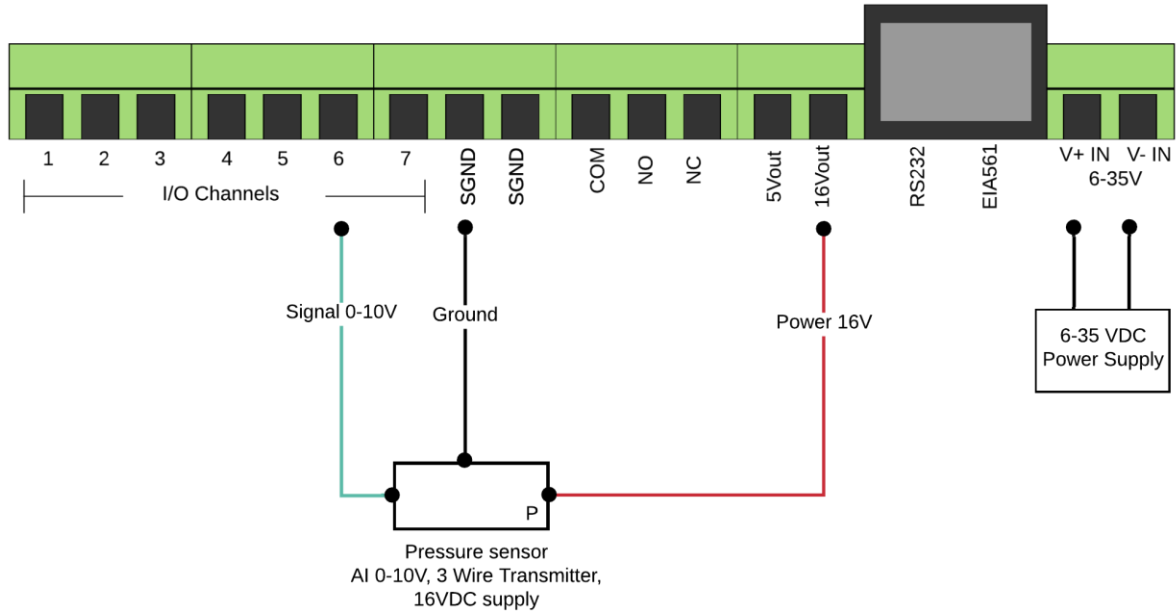 1 2 3 4 5 6 7 SGND SGND COM NO NC 5Vout 16Vout RS232 EIA561 V+ IN V- IN
6-35V
I/O Channels
Signal 0-10V Ground Power 16V
6-35 VDC
Power Supply
P
Pressure sensor
AI 0-10V, 3 Wire Transmitter,
16VDC supply